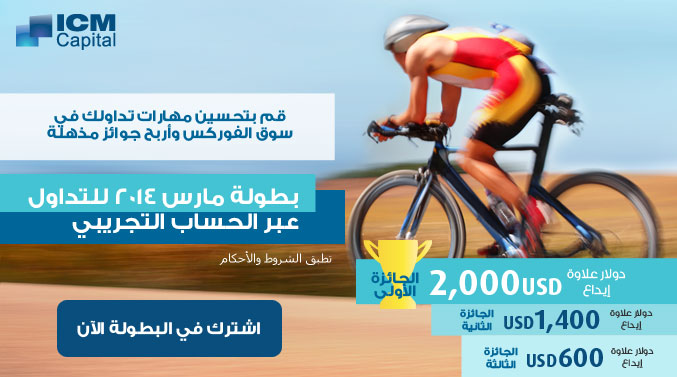 ICM
Capital
قم بتحسين مهارات تداولك في
سوق الفوركس وأربح جوائز مذهلة
بطولة مارس ٢٠١٤ للتداول
عبر الحساب التجريبي
تطبق الشروط والأحكام
اشترك في البطولة الآن
الجائزة
الأولى
2,000USD
دولار علاوة
إيداع
الجائزة
الثانية
USD1,400
دولار علاوة
إيداع
الجائزة
الثالثة
USD600
دولار علاوة
إيداع